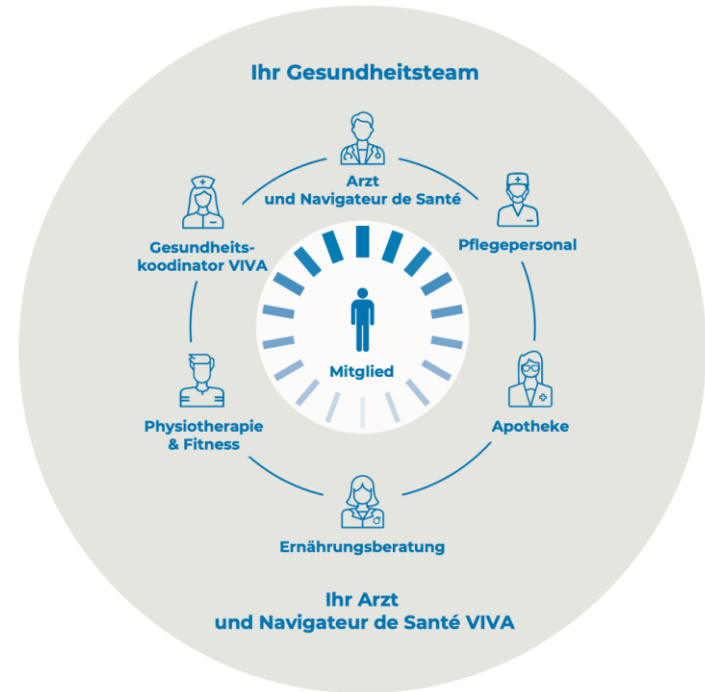 Ihr Gesundheitsteam
Arzt
und Navigateur de Santé
Gesundheits-
koodinator VIVA
Pflegepersonal
Mitglied
Physiotherapie
& Fitness
Apotheke
Ernährungsberatung
Ihr Arzt
und Navigateur de Santé VIVA